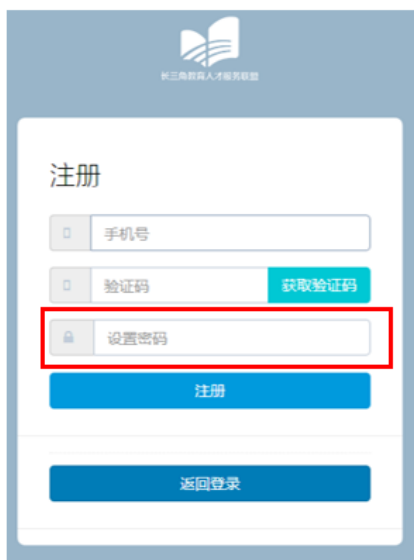 长三角教育人才服务联盟
注册
手机号
验证码 获取验证码
设置密码
注册
返回登录